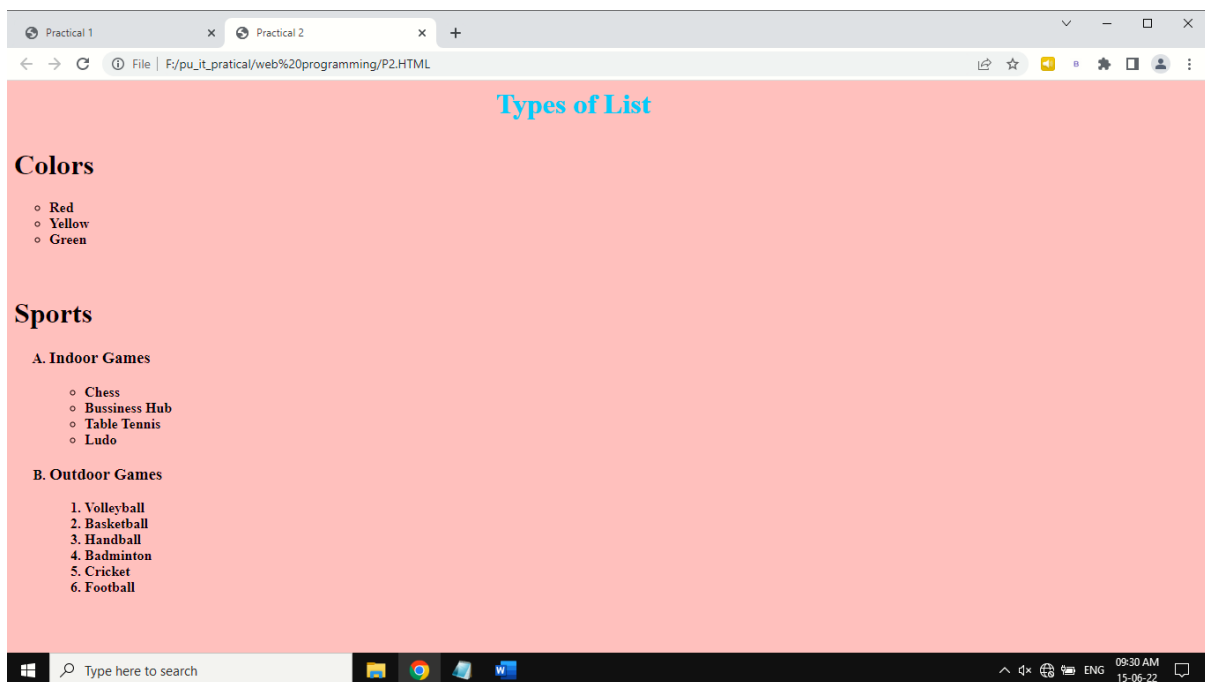 Practical 1
Practical 2
File | F:/pu_it_pratical/web%20programming/P2.HTML
B
Types of List
Colors
Red
Yellow
Green
Sports
A. Indoor Games
Chess
Bussiness Hub
Table Tennis
Ludo
B. Outdoor Games
1. Volleyball
2. Basketball
3. Handball
4. Badminton
5. Cricket
6. Football
Type here to search
W
ENG
09:30 AM
15-06-22